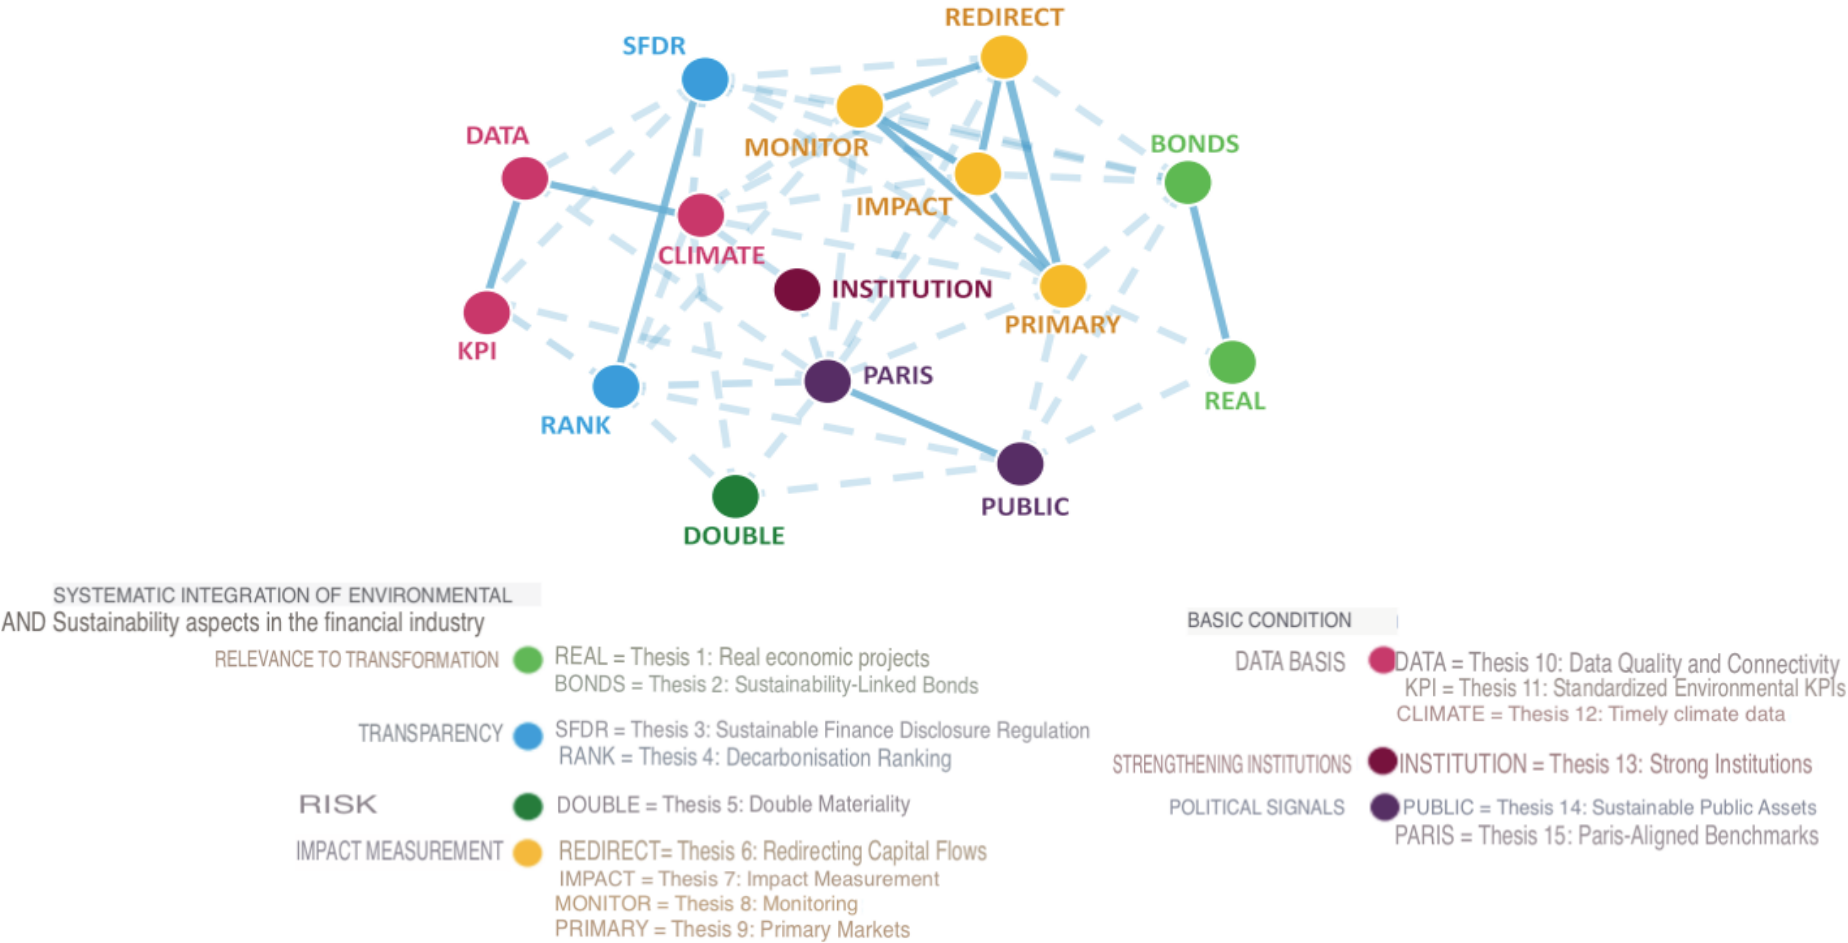 REDIRECT
SFDR
DATA
MONITOR
BONDS
IMPACT
CLIMATE
INSTITUTION
PRIMARY
KPI
PARIS
REAL
RANK
PUBLIC
DOUBLE
SYSTEMATIC INTEGRATION OF ENVIRONMENTAL
AND Sustainability aspects in the financial industry
RELEVANCE TO TRANSFORMATION
REAL = Thesis 1: Real economic projects
BONDS = Thesis 2: Sustainability-Linked Bonds
TRANSPARENCY
SFDR = Thesis 3: Sustainable Finance Disclosure Regulation
RANK = Thesis 4: Decarbonisation Ranking
RISK
DOUBLE = Thesis 5: Double Materiality
IMPACT MEASUREMENT
REDIRECT= Thesis 6: Redirecting Capital Flows
IMPACT = Thesis 7: Impact Measurement
MONITOR = Thesis 8: Monitoring
PRIMARY = Thesis 9: Primary Markets
BASIC CONDITION
DATA BASIS
DATA = Thesis 10: Data Quality and Connectivity
KPI = Thesis 11: Standardized Environmental KPIs
CLIMATE = Thesis 12: Timely climate data
STRENGTHENING INSTITUTIONS
INSTITUTION = Thesis 13: Strong Institutions
POLITICAL SIGNALS
PUBLIC = Thesis 14: Sustainable Public Assets
PARIS = Thesis 15: Paris-Aligned Benchmarks